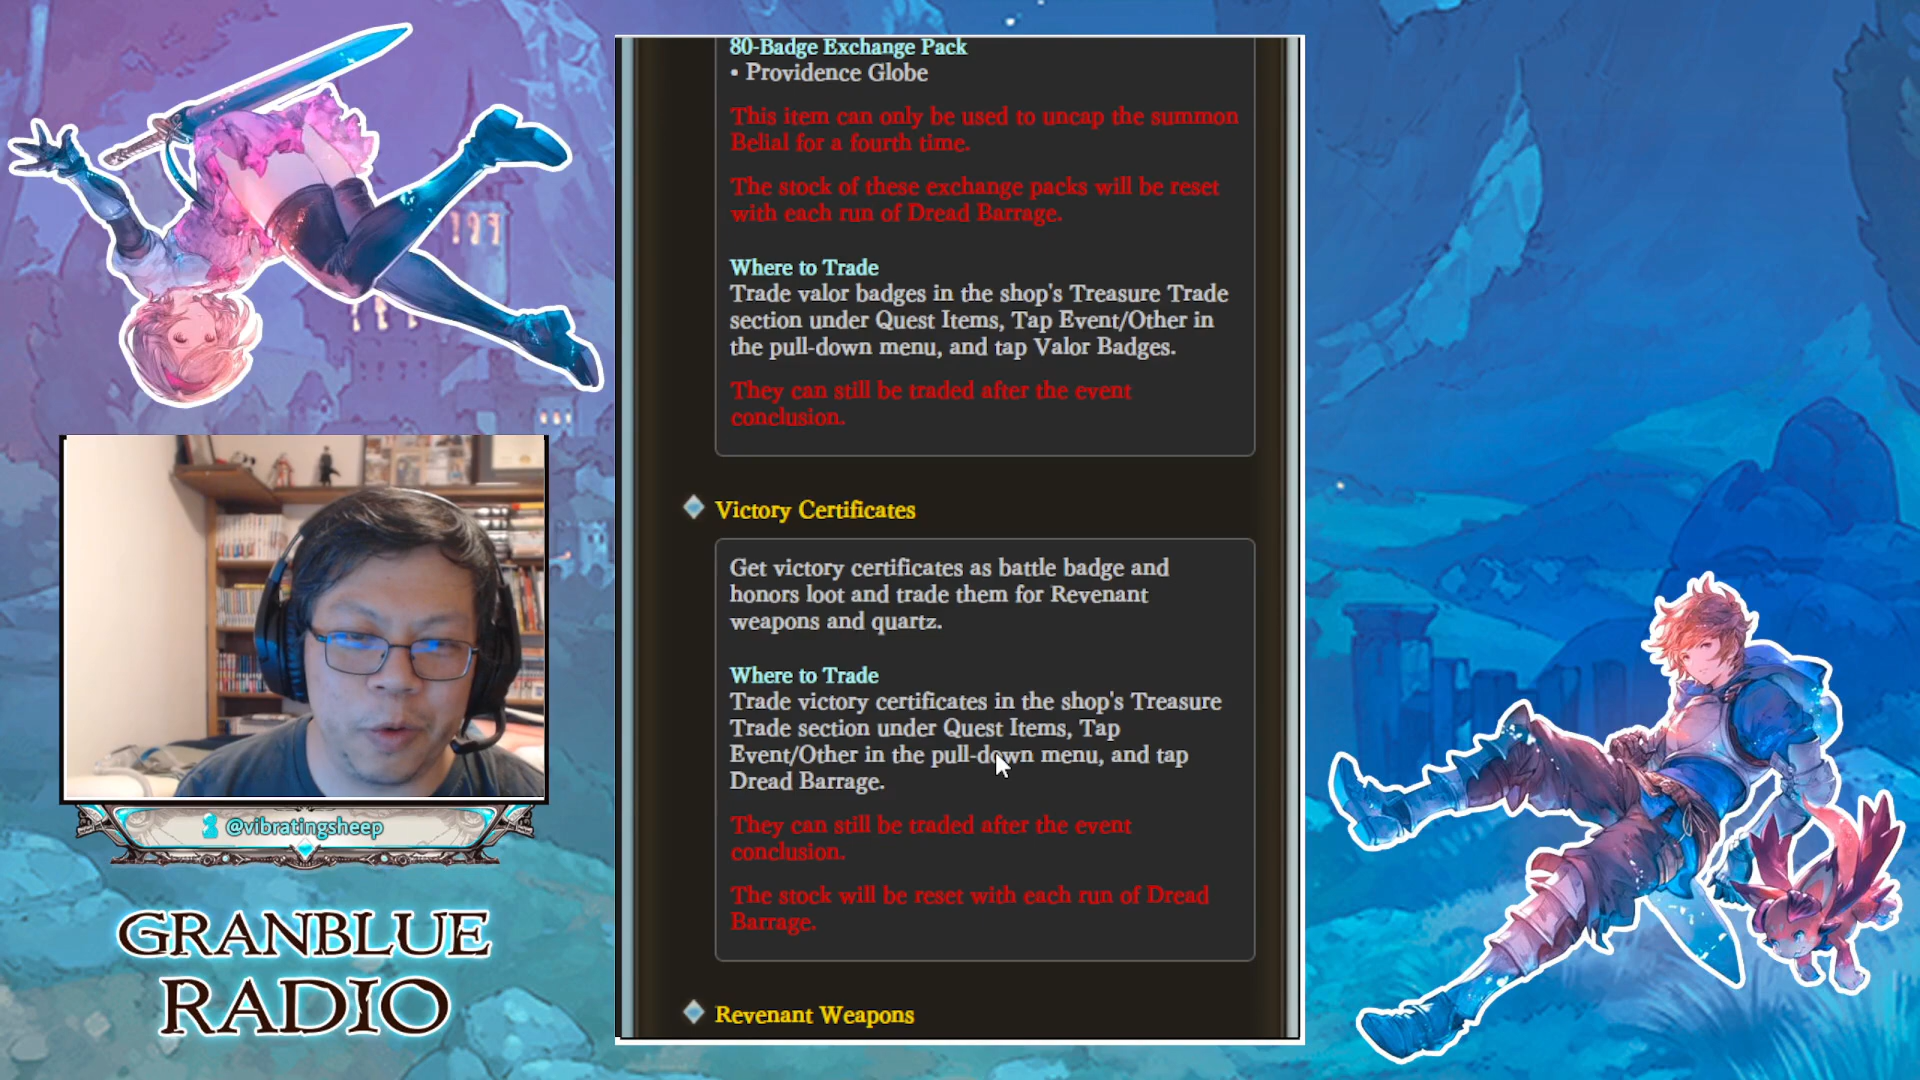 80-Badge Exchange Pack
• Providence Globe
This item can only be used to uncap the summon
Belial for a fourth time.
The stock of these exchange packs will be reset
with each run of Dread Barrage.
Where to Trade
Trade valor badges in the shop's Treasure Trade
section under Quest Items, Tap Event/Other in
the pull-down menu, and tap Valor Badges.
They can still be traded after the event
conclusion.
Victory Certificates
Get victory certificates as battle badge and
honors loot and trade them for Revenant
weapons and quartz.
Where to Trade
Trade victory certificates in the shop's Treasure
Trade section under Quest Items, Tap
Event/Other in the pull-down menu, and tap
Dread Barrage.
They can still be traded after the event
conclusion.
The stock will be reset with each run of Dread
Barrage.
Revenant Weapons
@vibratingsheep
GRANBLUE
RADIO